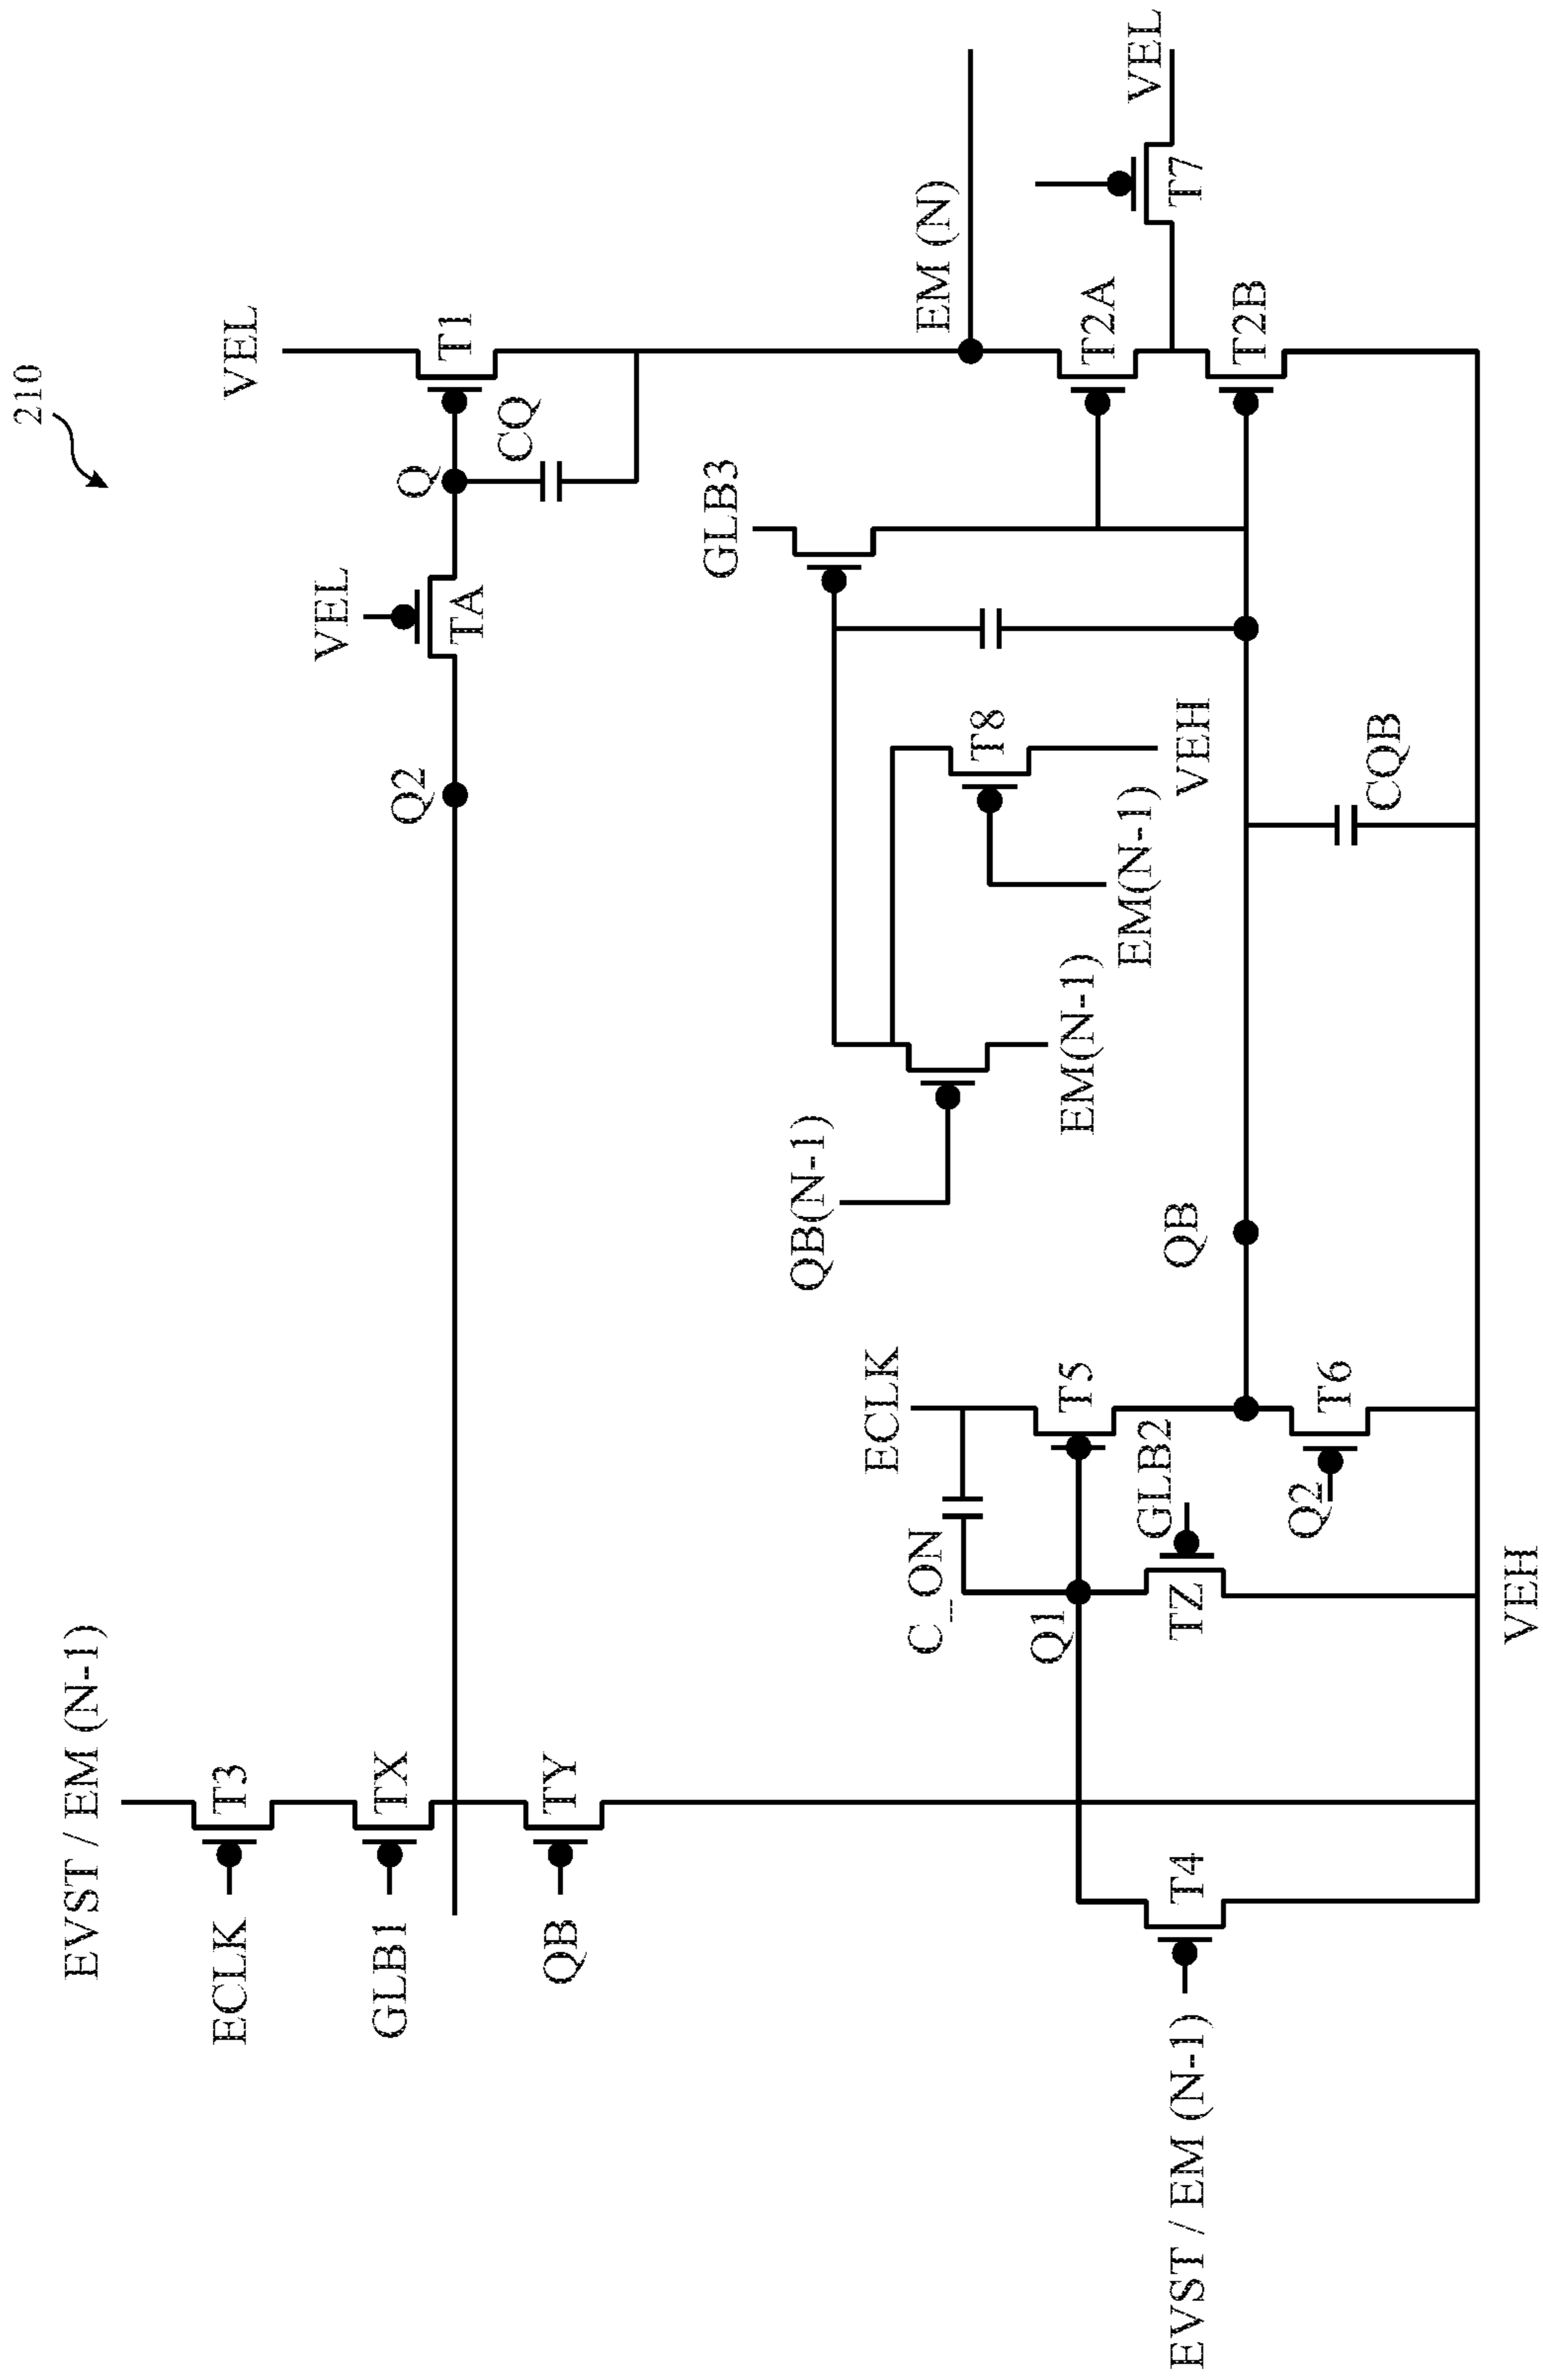 210
EVST / EM (N-1)
ECLK
T3
GLB1
TX
QB
TY
EVST / EM (N-1)
T4
VEL
T1
Q
CQ
VEL
TA
Q2
EM (N)
GLB3
T2A
T2B
T7
VEL
T8
VEH
EM(N-1)
EM(N-1)
QB(N-1)
QB
CQB
ECLK
C_ON
T5
Q1
GLB2
TZ
Q2
T6
VEH